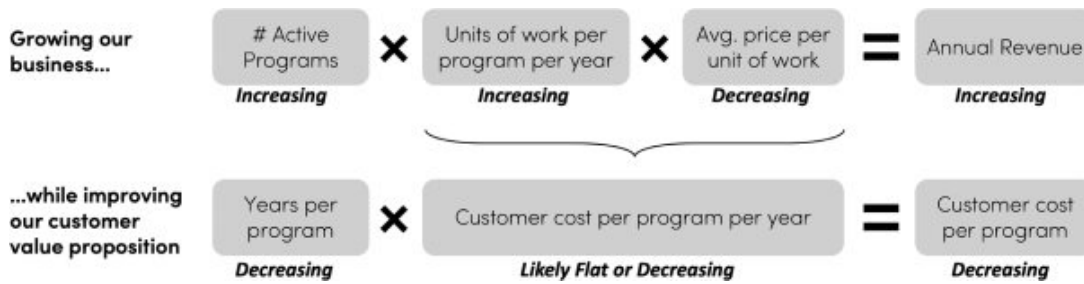 Growing our
business...
# Active
Programs
×
Units of work per
program per year
×
Avg. price per
unit of work
=
Annual Revenue
Increasing
Increasing
Decreasing
Increasing
...while improving
our customer
value proposition
Years per
program
×
Customer cost per program per year
=
Customer cost
per program
Decreasing
Likely Flat or Decreasing
Decreasing